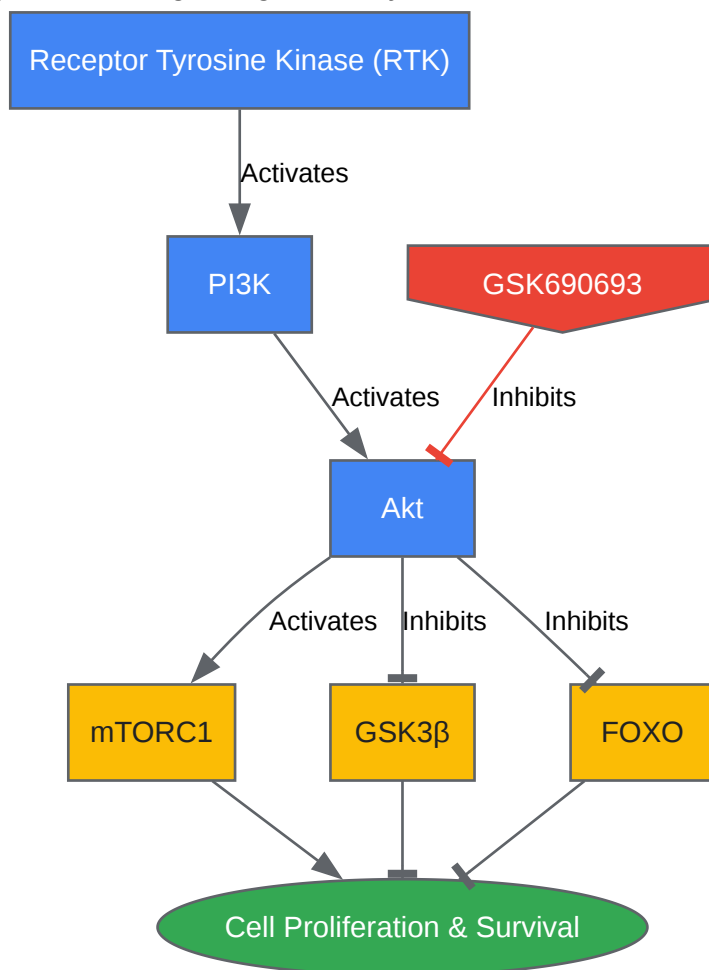 Receptor Tyrosine Kinase (RTK)
Activates
PI3K
GSK690693
Activates
Inhibits
Akt
Activates
Inhibits
Inhibits
mTORC1
GSK3β
FOXO
Cell Proliferation & Survival